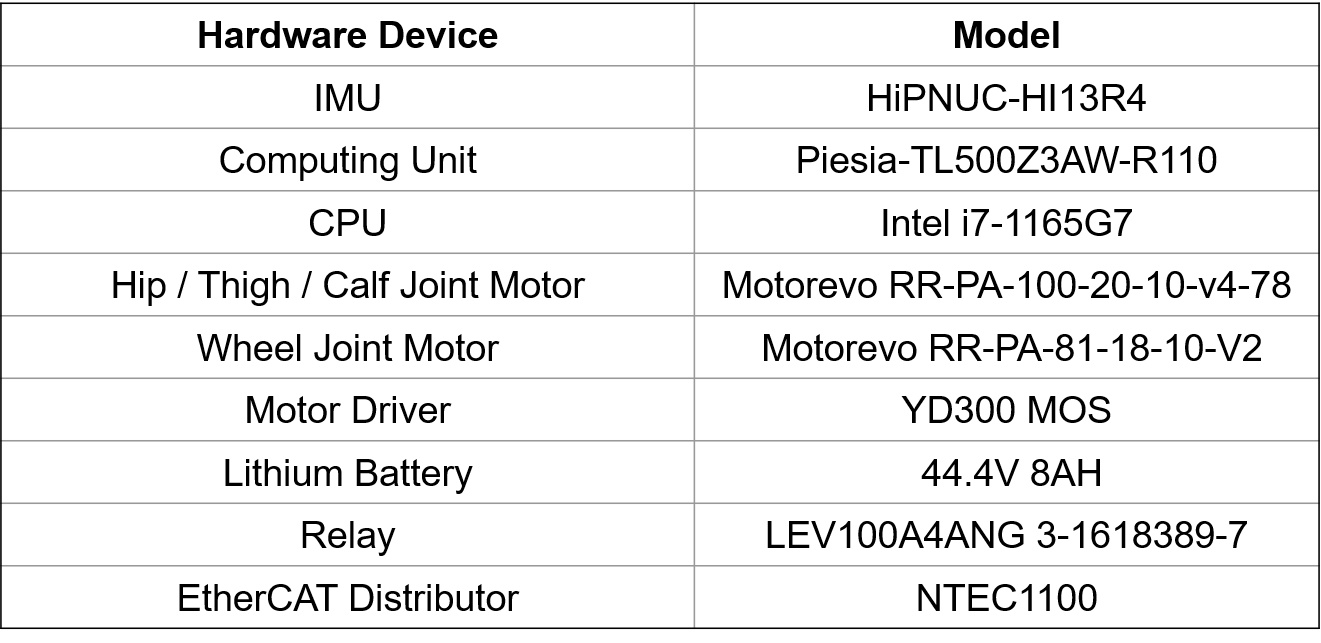 Hardware Device Model
IMU HiPNUC-HI13R4
Computing Unit Piesia-TL500Z3AW-R110
CPU Intel i7-1165G7
Hip / Thigh / Calf Joint Motor Motorevo RR-PA-100-20-10-v4-78
Wheel Joint Motor Motorevo RR-PA-81-18-10-V2
Motor Driver YD300 MOS
Lithium Battery 44.4V 8AH
Relay LEV100A4ANG 3-1618389-7
EtherCAT Distributor NTEC1100